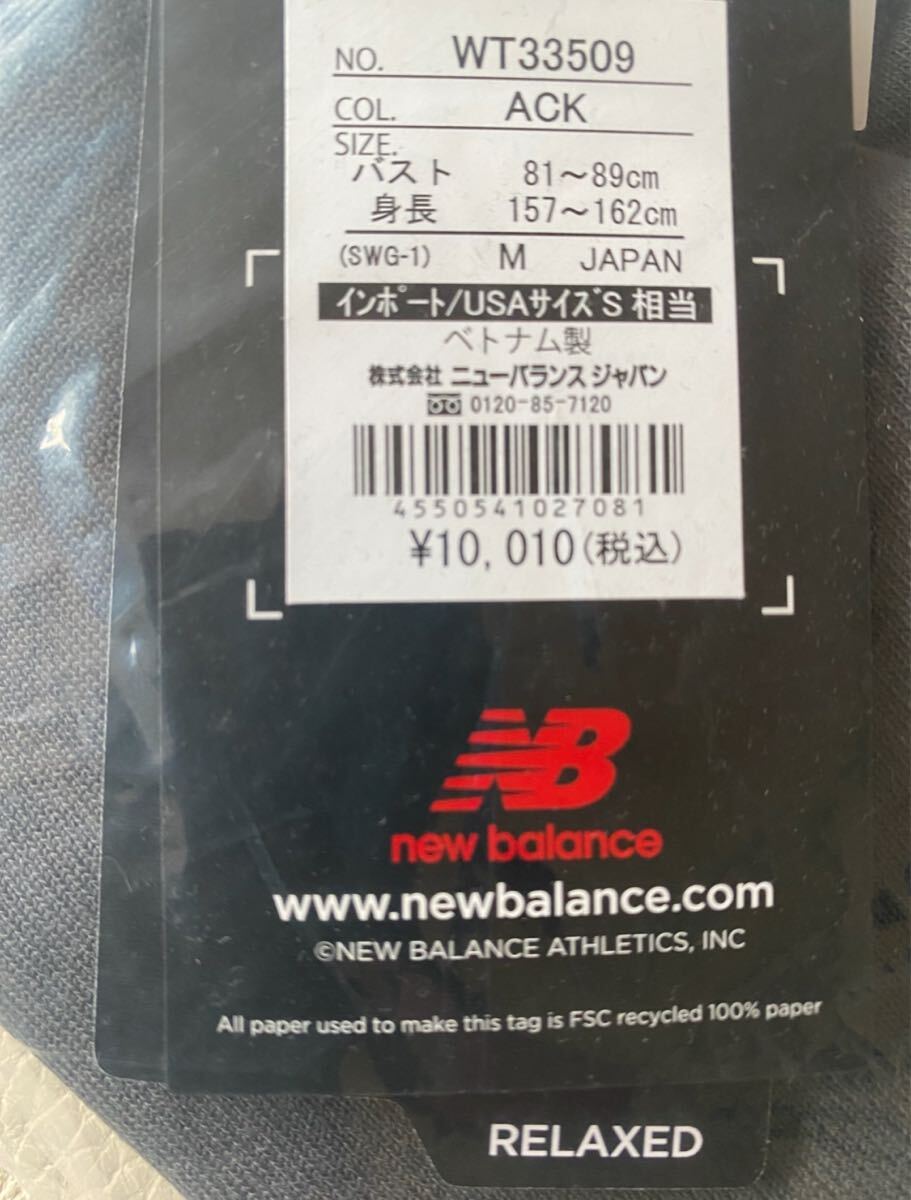 NO. WT33509
COL. ACK
SIZE.
バスト 81～89cm
身長 157～162cm
(SWG-1) M JAPAN
インポート/USAサイズS 相当
ベトナム製
株式会社 ニューバランス ジャパン
0120-85-7120
4550541027081
¥10,010(税込)
NB
new balance
www.newbalance.com
©NEW BALANCE ATHLETICS, INC
All paper used to make this tag is FSC recycled 100% paper
RELAXED